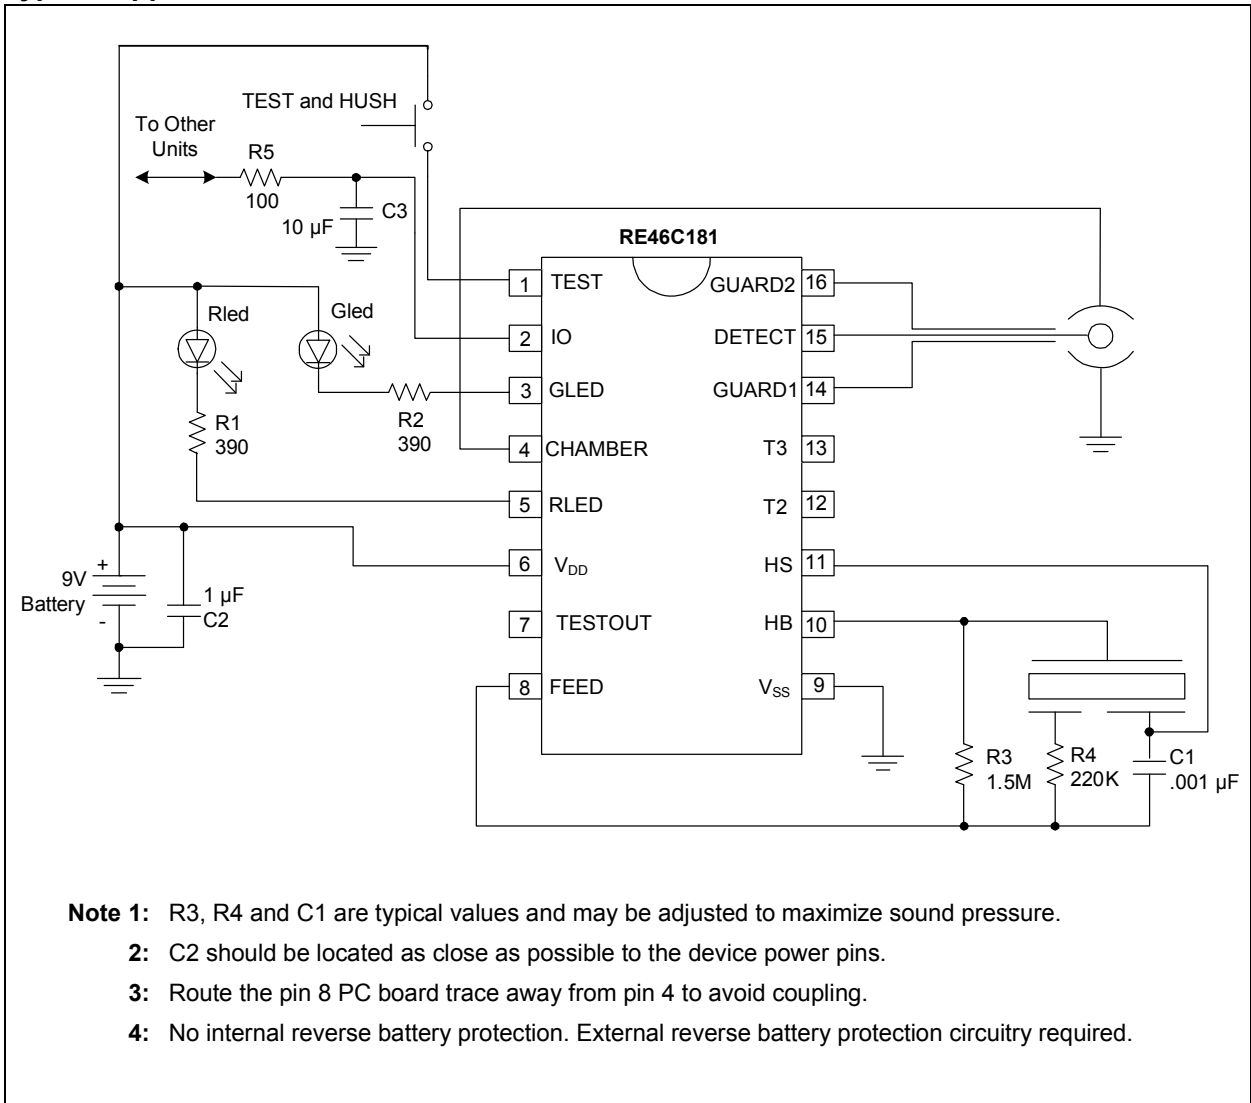 TEST and HUSH
To Other
Units
R5
100
10 µF
C3
RE46C181
1 TEST
2 IO
3 GLED
4 CHAMBER
5 RLED
6 VDD
7 TESTOUT
8 FEED
GUARD2 16
DETECT 15
GUARD1 14
T3 13
T2 12
HS 11
HB 10
VSS 9
Rled
Gled
R1
390
R2
390
+
9V
Battery
-
1 µF
C2
R3
1.5M
R4
220K
C1
.001 µF
Note 1: R3, R4 and C1 are typical values and may be adjusted to maximize sound pressure.
2: C2 should be located as close as possible to the device power pins.
3: Route the pin 8 PC board trace away from pin 4 to avoid coupling.
4: No internal reverse battery protection. External reverse battery protection circuitry required.